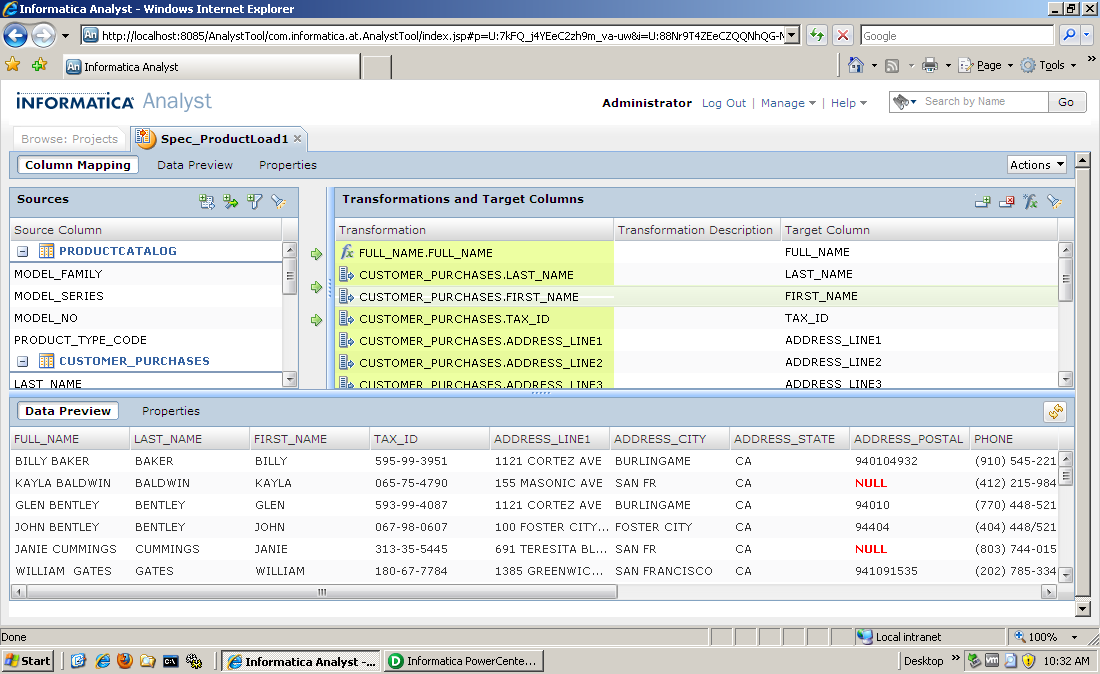 Informatica Analyst - Windows Internet Explorer
http://localhost:8085/AnalystTool/com.informatica.at.AnalystTool/index.jsp#p=U:7kFQ_j4YEeC2zh9m_va-uw&i=U:88Nr9T4ZEeCZQQNhQG-N
Google
Informatica Analyst
Page Tools »
INFORMATICA Analyst
Administrator Log Out | Manage | Help
Search by Name Go
Browse: Projects Spec_ProductLoad1
Column Mapping Data Preview Properties Actions
Sources
Source Column
PRODUCTCATALOG
MODEL_FAMILY
MODEL_SERIES
MODEL_NO
PRODUCT_TYPE_CODE
CUSTOMER_PURCHASES
LAST_NAME
Transformations and Target Columns
Transformation Transformation Description Target Column
fx FULL_NAME.FULL_NAME FULL_NAME
CUSTOMER_PURCHASES.LAST_NAME LAST_NAME
CUSTOMER_PURCHASES.FIRST_NAME FIRST_NAME
CUSTOMER_PURCHASES.TAX_ID TAX_ID
CUSTOMER_PURCHASES.ADDRESS_LINE1 ADDRESS_LINE1
CUSTOMER_PURCHASES.ADDRESS_LINE2 ADDRESS_LINE2
CUSTOMER_PURCHASES.ADDRESS_LINE3 ADDRESS_LINE3
Data Preview Properties
FULL_NAME LAST_NAME FIRST_NAME TAX_ID ADDRESS_LINE1 ADDRESS_CITY ADDRESS_STATE ADDRESS_POSTAL PHONE
BILLY BAKER BAKER BILLY 595-99-3951 1121 CORTEZ AVE BURLINGAME CA 940104932 (910) 545-221
KAYLA BALDWIN BALDWIN KAYLA 065-75-4790 155 MASONIC AVE SAN FR CA NULL (412) 215-984
GLEN BENTLEY BENTLEY GLEN 593-99-4087 1121 CORTEZ AVE BURLINGAME CA 94010 (770) 448-521
JOHN BENTLEY BENTLEY JOHN 067-98-0607 100 FOSTER CITY... FOSTER CITY CA 94404 (404) 448/521
JANIE CUMMINGS CUMMINGS JANIE 313-35-5445 691 TERESITA BL... SAN FR CA NULL (803) 744-015
WILLIAM  GATES GATES WILLIAM 180-67-7784 1385 GREENWIC... SAN FRANCISCO CA 941091535 (202) 785-334
Done Local intranet 100%
Start Informatica Analyst -... Informatica PowerCente... Desktop » 10:32 AM